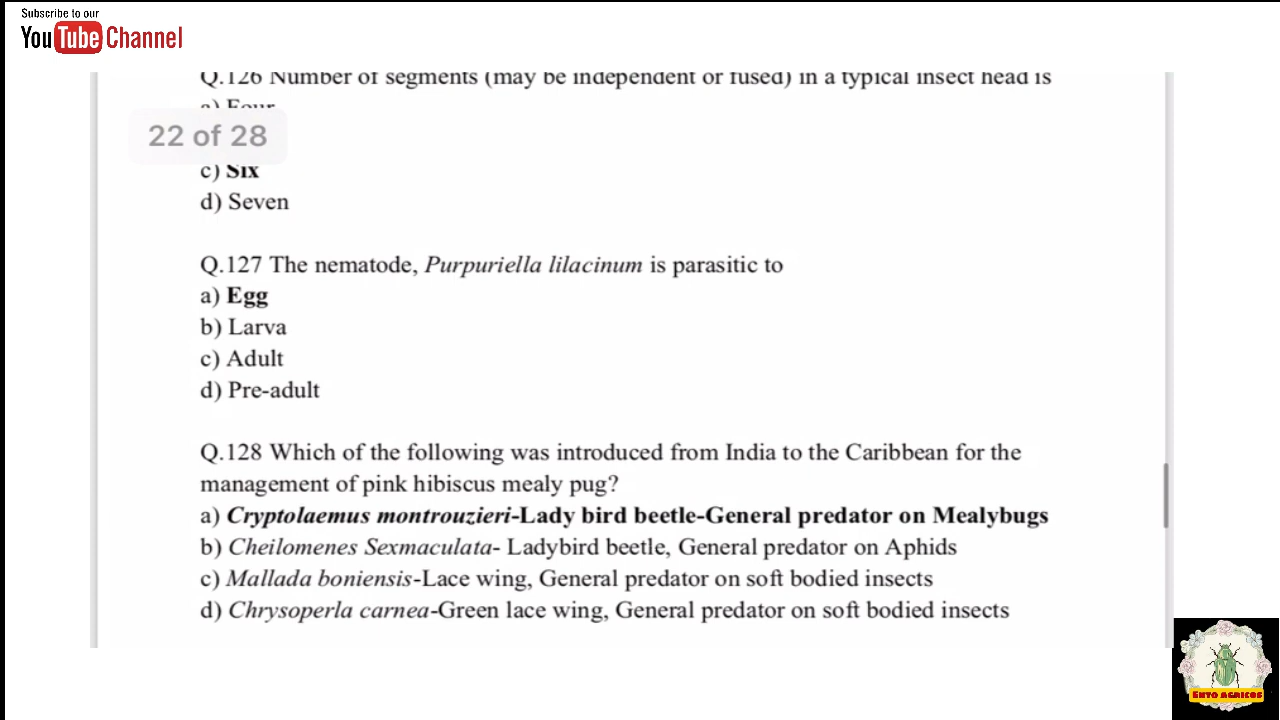 Subscribe to our
YouTube Channel
Q.126 Number of segments (may be independent or fused) in a typical insect head is
a) Four
22 of 28
c) Six
d) Seven
Q.127 The nematode, Purpuriella lilacinum is parasitic to
a) Egg
b) Larva
c) Adult
d) Pre-adult
Q.128 Which of the following was introduced from India to the Caribbean for the
management of pink hibiscus mealy pug?
a) Cryptolaemus montrouzieri-Lady bird beetle-General predator on Mealybugs
b) Cheilomenes Sexmaculata- Ladybird beetle, General predator on Aphids
c) Mallada boniensis-Lace wing, General predator on soft bodied insects
d) Chrysoperla carnea-Green lace wing, General predator on soft bodied insects
ENTO AGRICOS